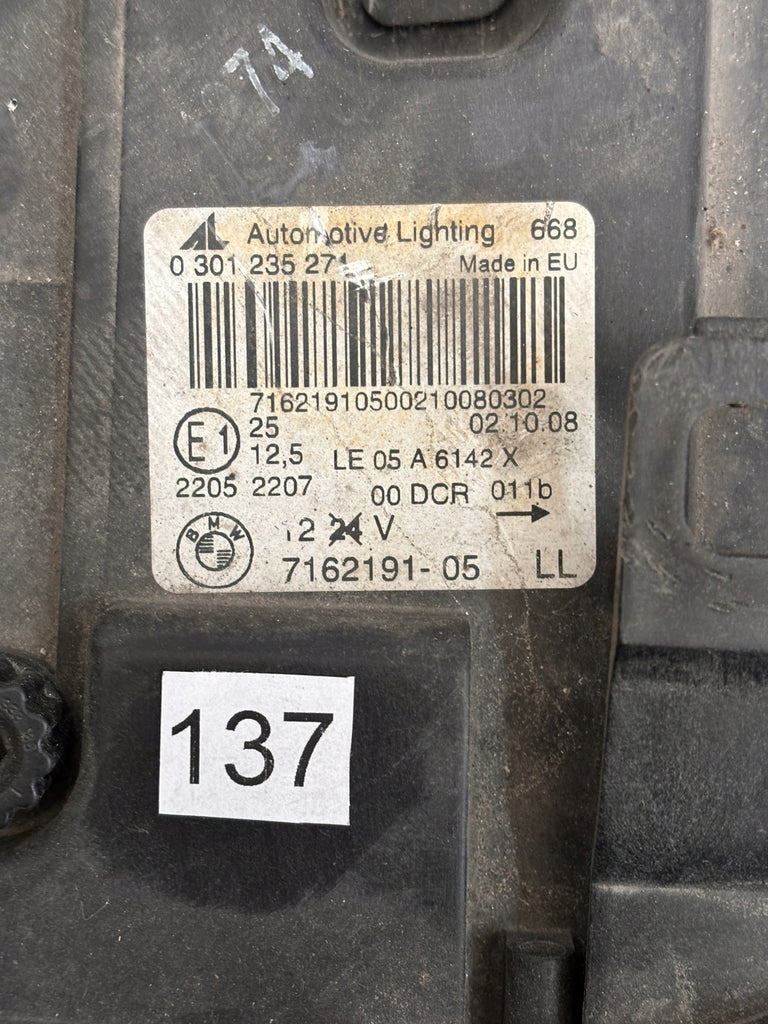 74
AL Automotive Lighting 668
0 301 235 271 Made in EU
71621910500210080302
E1 25 02.10.08
12,5 LE 05 A 6142 X
2205 2207 00 DCR 011b
BMW 12 24 V
7162191-05 LL
137